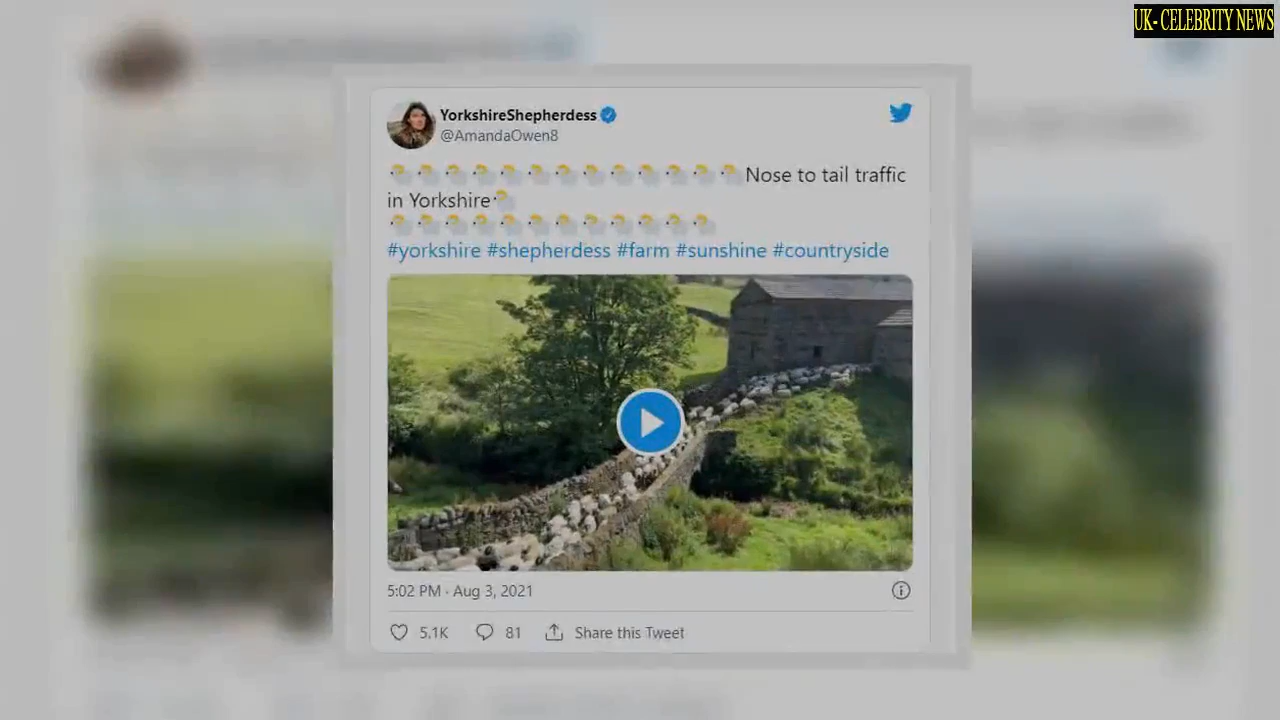 UK- CELEBRITY NEWS
YorkshireShepherdess
@AmandaOwen8
Nose to tail traffic
in Yorkshire
#yorkshire #shepherdess #farm #sunshine #countryside
5:02 PM · Aug 3, 2021
5.1K 81 Share this Tweet